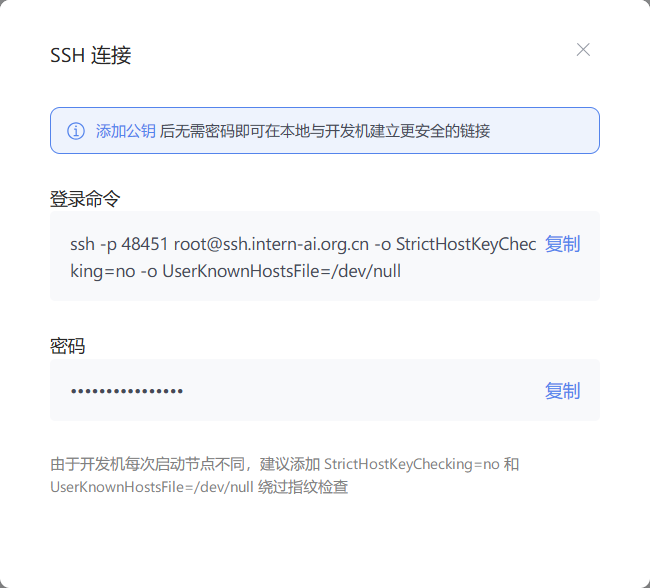 SSH 连接
添加公钥 后无需密码即可在本地与开发机建立更安全的链接
登录命令
ssh -p 48451 root@ssh.intern-ai.org.cn -o StrictHostKeyChec 复制
king=no -o UserKnownHostsFile=/dev/null
密码
•••••••••••••••• 复制
由于开发机每次启动节点不同，建议添加 StrictHostKeyChecking=no 和
UserKnownHostsFile=/dev/null 绕过指纹检查